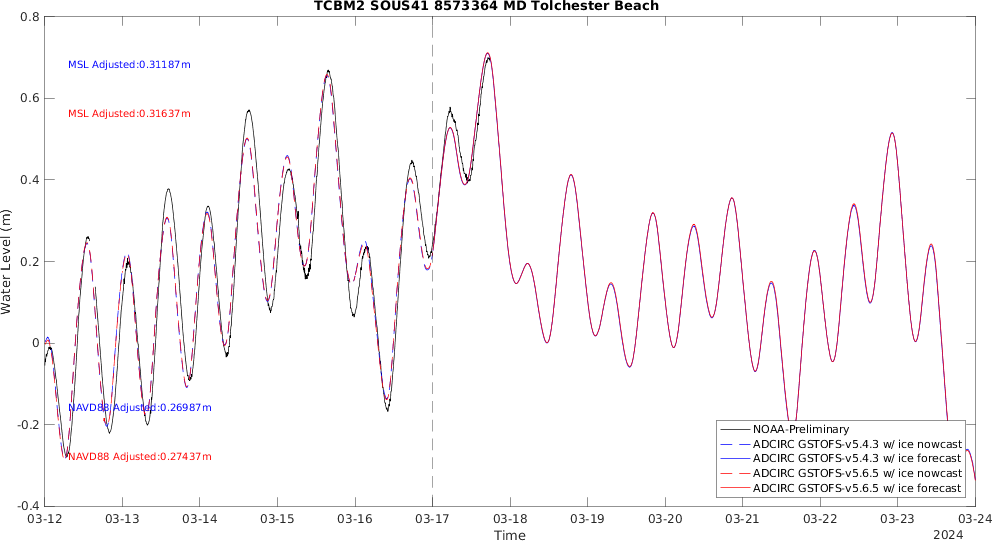 TCBM2 SOUS41 8573364 MD Tolchester Beach
0.8
MSL Adjusted:0.31187m
0.6
MSL Adjusted:0.31637m
0.4
0.2
Water Level (m)
0
NAVD88 Adjusted:0.26987m
-0.2
NAVD88 Adjusted:0.27437m
-0.4
NOAA-Preliminary
ADCIRC GSTOFS-v5.4.3 w/ ice nowcast
ADCIRC GSTOFS-v5.4.3 w/ ice forecast
ADCIRC GSTOFS-v5.6.5 w/ ice nowcast
ADCIRC GSTOFS-v5.6.5 w/ ice forecast
03-12 03-13 03-14 03-15 03-16 03-17 03-18 03-19 03-20 03-21 03-22 03-23 03-24
Time
2024